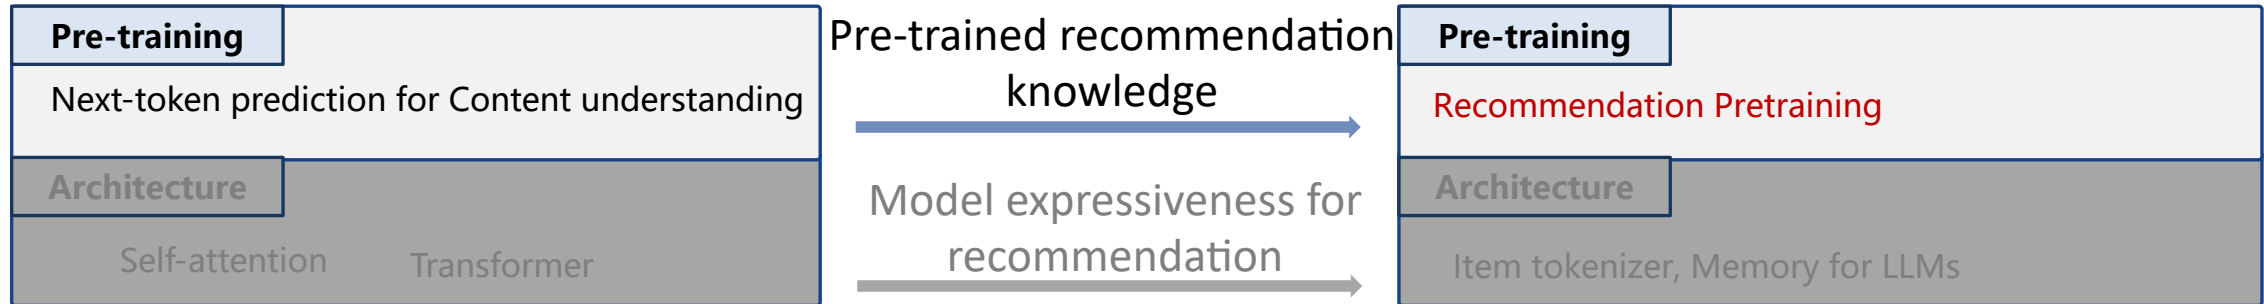 Pre-training
Next-token prediction for Content understanding
Architecture
Self-attention
Transformer
Pre-trained recommendation
knowledge
Model expressiveness for
recommendation
Pre-training
Recommendation Pretraining
Architecture
Item tokenizer, Memory for LLMs